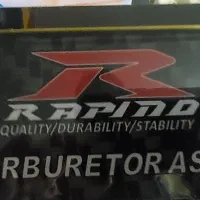 R
RAPIDO
QUALITY/DURABILITY/STABILITY
RBURETOR AS